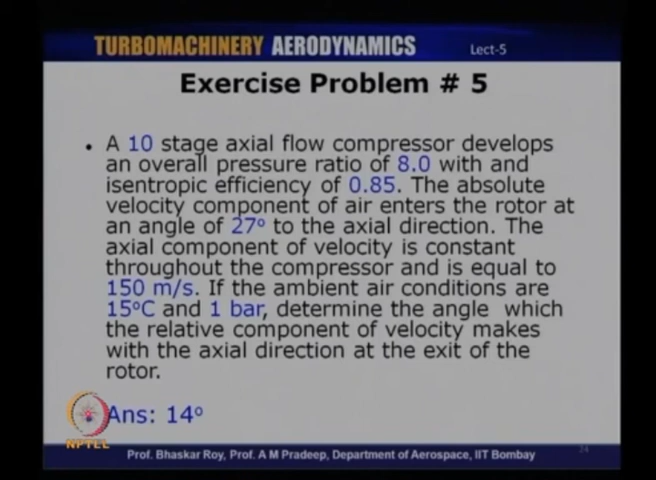 TURBOMACHINERY AERODYNAMICS Lect-5
Exercise Problem # 5
• A 10 stage axial flow compressor develops
an overall pressure ratio of 8.0 with and
isentropic efficiency of 0.85. The absolute
velocity component of air enters the rotor at
an angle of 27º to the axial direction. The
axial component of velocity is constant
throughout the compressor and is equal to
150 m/s. If the ambient air conditions are
15ºC and 1 bar, determine the angle which
the relative component of velocity makes
with the axial direction at the exit of the
rotor.
Ans: 14º
NPTEL
Prof. Bhaskar Roy, Prof. A M Pradeep, Department of Aerospace, IIT Bombay
24